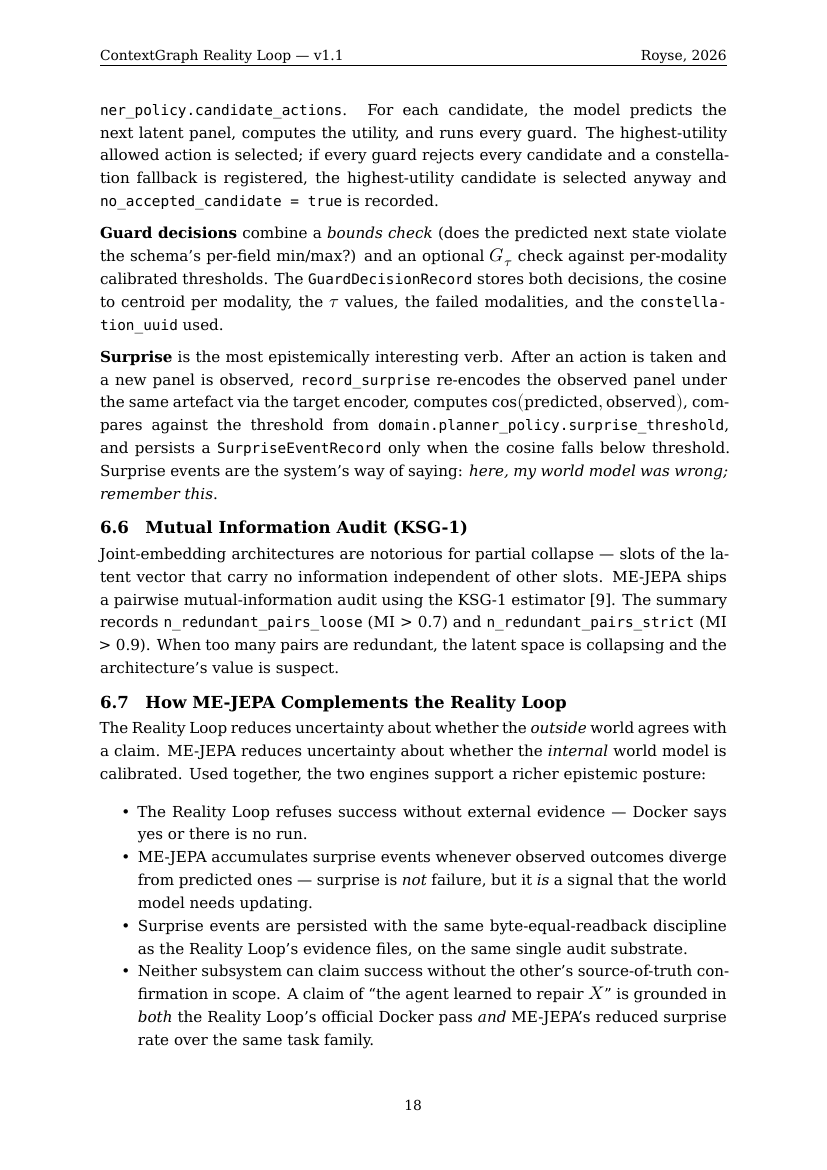 ContextGraph Reality Loop — v1.1 Royse, 2026
ner_policy.candidate_actions. For each candidate, the model predicts the
next latent panel, computes the utility, and runs every guard. The highest-utility
allowed action is selected; if every guard rejects every candidate and a constella-
tion fallback is registered, the highest-utility candidate is selected anyway and
no_accepted_candidate = true is recorded.
Guard decisions combine a bounds check (does the predicted next state violate
the schema's per-field min/max?) and an optional G_τ check against per-modality
calibrated thresholds. The GuardDecisionRecord stores both decisions, the cosine
to centroid per modality, the τ values, the failed modalities, and the constella-
tion_uuid used.
Surprise is the most epistemically interesting verb. After an action is taken and
a new panel is observed, record_surprise re-encodes the observed panel under
the same artefact via the target encoder, computes cos(predicted, observed), com-
pares against the threshold from domain.planner_policy.surprise_threshold,
and persists a SurpriseEventRecord only when the cosine falls below threshold.
Surprise events are the system's way of saying: here, my world model was wrong;
remember this.
6.6 Mutual Information Audit (KSG-1)
Joint-embedding architectures are notorious for partial collapse — slots of the la-
tent vector that carry no information independent of other slots. ME-JEPA ships
a pairwise mutual-information audit using the KSG-1 estimator [9]. The summary
records n_redundant_pairs_loose (MI > 0.7) and n_redundant_pairs_strict (MI
> 0.9). When too many pairs are redundant, the latent space is collapsing and the
architecture's value is suspect.
6.7 How ME-JEPA Complements the Reality Loop
The Reality Loop reduces uncertainty about whether the outside world agrees with
a claim. ME-JEPA reduces uncertainty about whether the internal world model is
calibrated. Used together, the two engines support a richer epistemic posture:
• The Reality Loop refuses success without external evidence — Docker says
yes or there is no run.
• ME-JEPA accumulates surprise events whenever observed outcomes diverge
from predicted ones — surprise is not failure, but it is a signal that the world
model needs updating.
• Surprise events are persisted with the same byte-equal-readback discipline
as the Reality Loop's evidence files, on the same single audit substrate.
• Neither subsystem can claim success without the other's source-of-truth con-
firmation in scope. A claim of “the agent learned to repair X” is grounded in
both the Reality Loop's official Docker pass and ME-JEPA's reduced surprise
rate over the same task family.
18